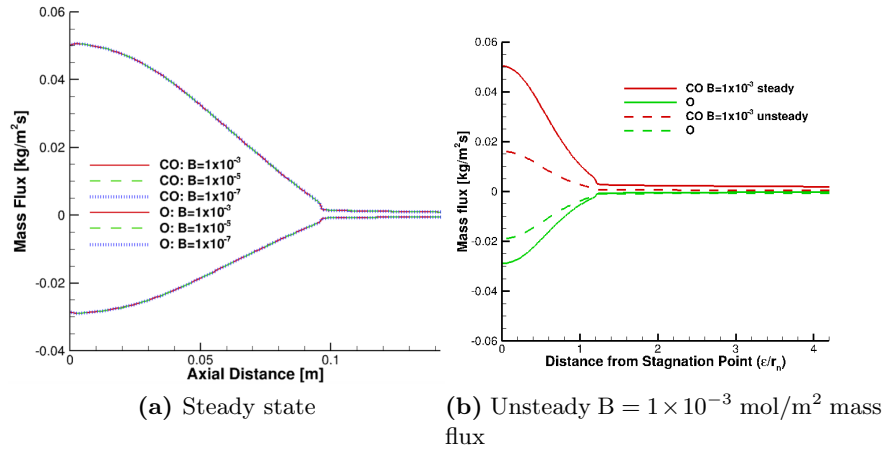 0.06
0.04
0.02
0
-0.02
-0.04
Mass Flux [kg/m²s]
CO: B=1x10⁻³
CO: B=1x10⁻⁵
CO: B=1x10⁻⁷
O: B=1x10⁻³
O: B=1x10⁻⁵
O: B=1x10⁻⁷
0 0.05 0.1
Axial Distance [m]
(a) Steady state
0.06
0.04
0.02
0
-0.02
-0.04
-0.06
Mass flux [kg/m²s]
CO B=1x10⁻³ steady
O
CO B=1x10⁻³ unsteady
O
0 1 2 3 4
Distance from Stagnation Point (ε/rₙ)
(b) Unsteady B = 1×10⁻³ mol/m² mass
flux